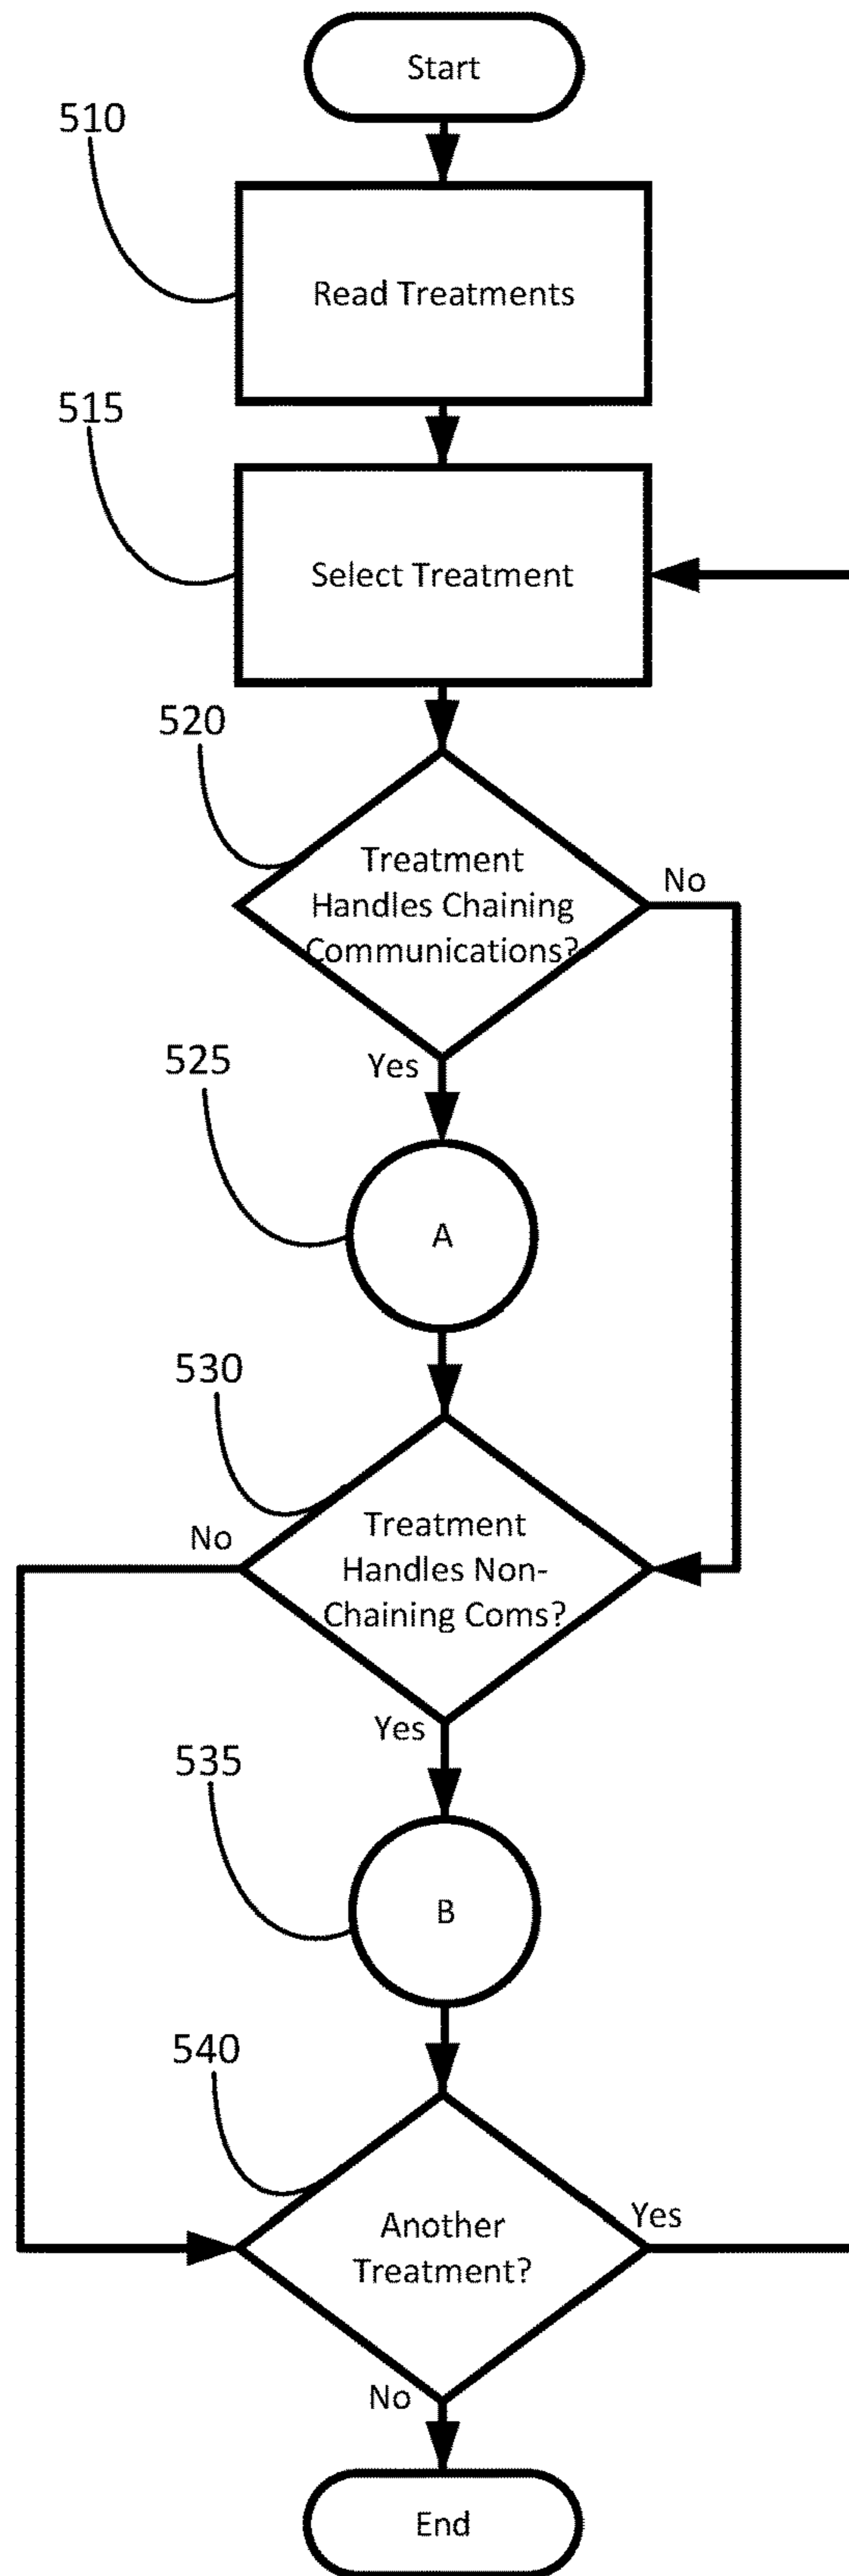 Start
510
Read Treatments
515
Select Treatment
520
Treatment
Handles Chaining
Communications?
No
Yes
525
A
530
Treatment
Handles Non-
Chaining Coms?
No
Yes
535
B
540
Another
Treatment?
Yes
No
End